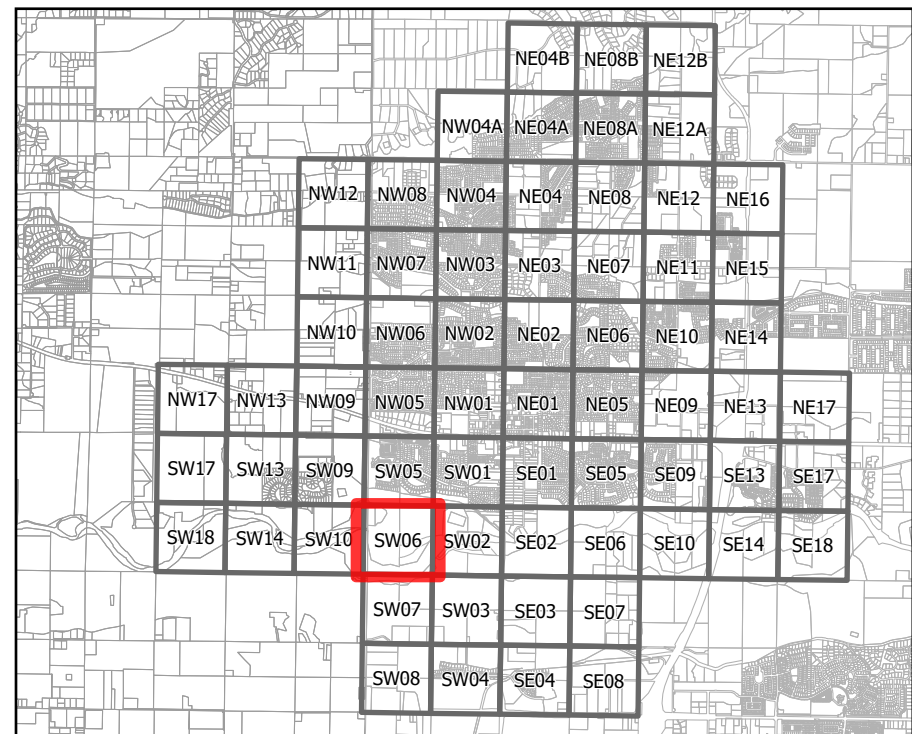 NE04B NE08B NE12B
NW04A NE04A NE08A NE12A
NW12 NW08 NW04 NE04 NE08 NE12 NE16
NW11 NW07 NW03 NE03 NE07 NE11 NE15
NW10 NW06 NW02 NE02 NE06 NE10 NE14
NW17 NW13 NW09 NW05 NW01 NE01 NE05 NE09 NE13 NE17
SW17 SW13 SW09 SW05 SW01 SE01 SE05 SE09 SE13 SE17
SW18 SW14 SW10 SW06 SW02 SE02 SE06 SE10 SE14 SE18
SW07 SW03 SE03 SE07
SW08 SW04 SE04 SE08